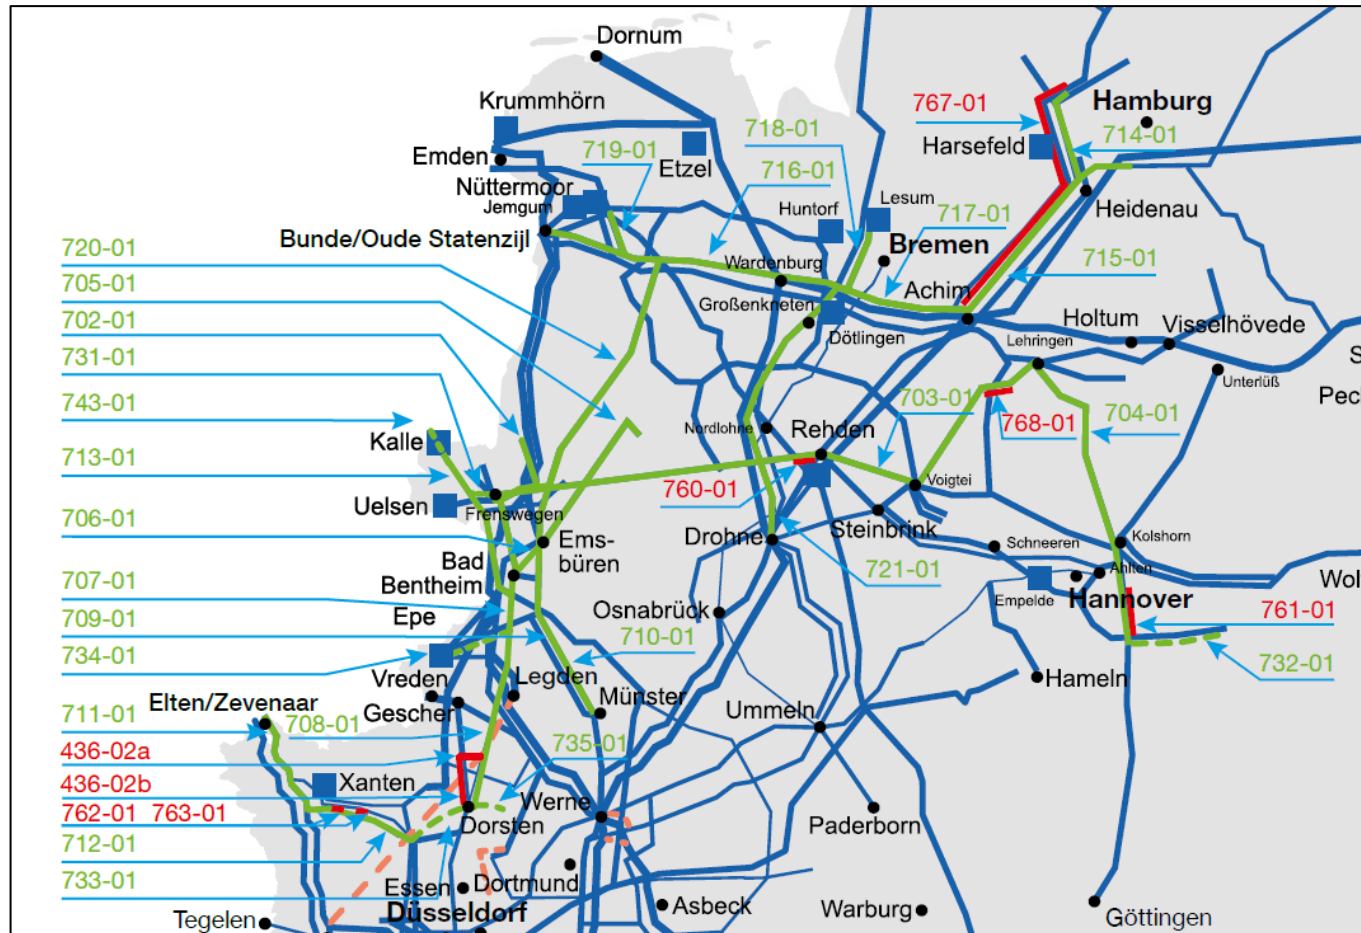 Dornum
Krummhörn
767-01
Hamburg
718-01
714-01
Emden
719-01
Harsefeld
Etzel
716-01
Nüttermoor
Jemgum
Lesum
Huntorf
717-01
Heidenau
720-01
Bunde/Oude Statenzijl
Bremen
Wardenburg
715-01
705-01
Großenkneten
Achim
702-01
Dötlingen
Holtum
Visselhövede
Lehringen
731-01
S
Unterlüß
743-01
703-01
704-01
Pec
Kalle
Nordlohne
Rehden
768-01
713-01
760-01
Voigtei
Uelsen
Frenswegen
706-01
Ems-
büren
Drohne
Steinbrink
Schneeren
Kolshorn
Bad
Bentheim
721-01
Ahlten
Wol
707-01
Empelde
Hannover
Epe
Osnabrück
709-01
710-01
761-01
734-01
732-01
Vreden
Legden
Hameln
Elten/Zevenaar
Gescher
Münster
Ummeln
711-01
708-01
735-01
436-02a
436-02b
Xanten
Werne
762-01
763-01
Dorsten
Paderborn
712-01
733-01
Essen
Dortmund
Düsseldorf
Asbeck
Warburg
Göttingen
Tegelen